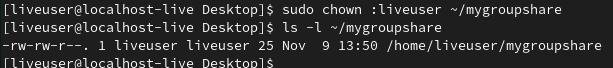 [liveuser@localhost-live Desktop]$ sudo chown :liveuser ~/mygroupshare
[liveuser@localhost-live Desktop]$ ls -l ~/mygroupshare
-rw-rw-r--. 1 liveuser liveuser 25 Nov  9 13:50 /home/liveuser/mygroupshare
[liveuser@localhost-live Desktop]$